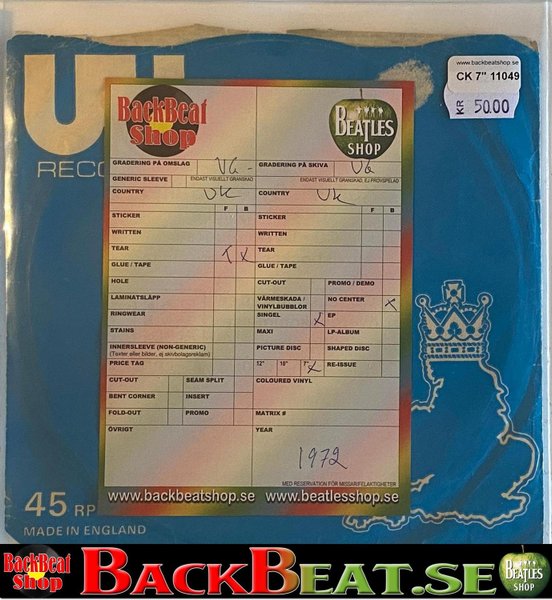 UK
RECO
www.backbeatshop.se
CK 7" 11049
KR 50.00
BackBeat Shop
BEATLES SHOP
GRADERING PÅ OMSLAG VG-
GRADERING PÅ SKIVA VG
GENERIC SLEEVE
ENDAST VISUELLT GRANSKAD
ENDAST VISUELLT GRANSKAD, EJ PROVSPELAD
COUNTRY UK
COUNTRY UK
F B
F B
STICKER
STICKER
WRITTEN
WRITTEN
TEAR X X
TEAR
GLUE / TAPE
GLUE / TAPE
HOLE
CUT-OUT
PROMO / DEMO
LAMINATSLÄPP
VÄRMESKADA / VINYLBUBBLOR
NO CENTER X
RINGWEAR
SINGEL X
EP
STAINS
MAXI
LP-ALBUM
INNERSLEEVE (NON-GENERIC)
(Texter eller bilder, ej skivbolagsreklam)
PICTURE DISC
SHAPED DISC
PRICE TAG
12" 10" 7" X
RE-ISSUE
CUT-OUT
SEAM SPLIT
COLOURED VINYL
BENT CORNER
INSERT
FOLD-OUT
PROMO
MATRIX #
ÖVRIGT
YEAR
1972
MED RESERVATION FÖR MISSAR/FELAKTIGHETER
www.backbeatshop.se www.beatlesshop.se
45 RP
MADE IN ENGLAND
BackBeat Shop
BACKBEAT.SE
BEATLES SHOP